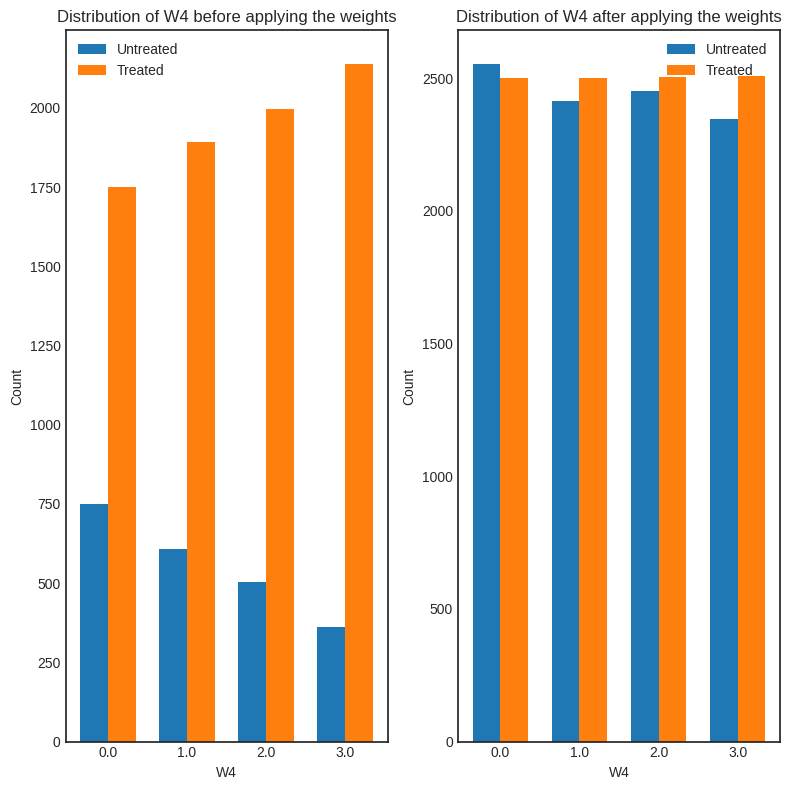 Distribution of W4 before applying the weights
Untreated
Treated
2000
1750
1500
1250
1000
750
500
250
0
Count
0.0 1.0 2.0 3.0
W4
Distribution of W4 after applying the weights
Untreated
Treated
2500
2000
1500
1000
500
0
Count
0.0 1.0 2.0 3.0
W4